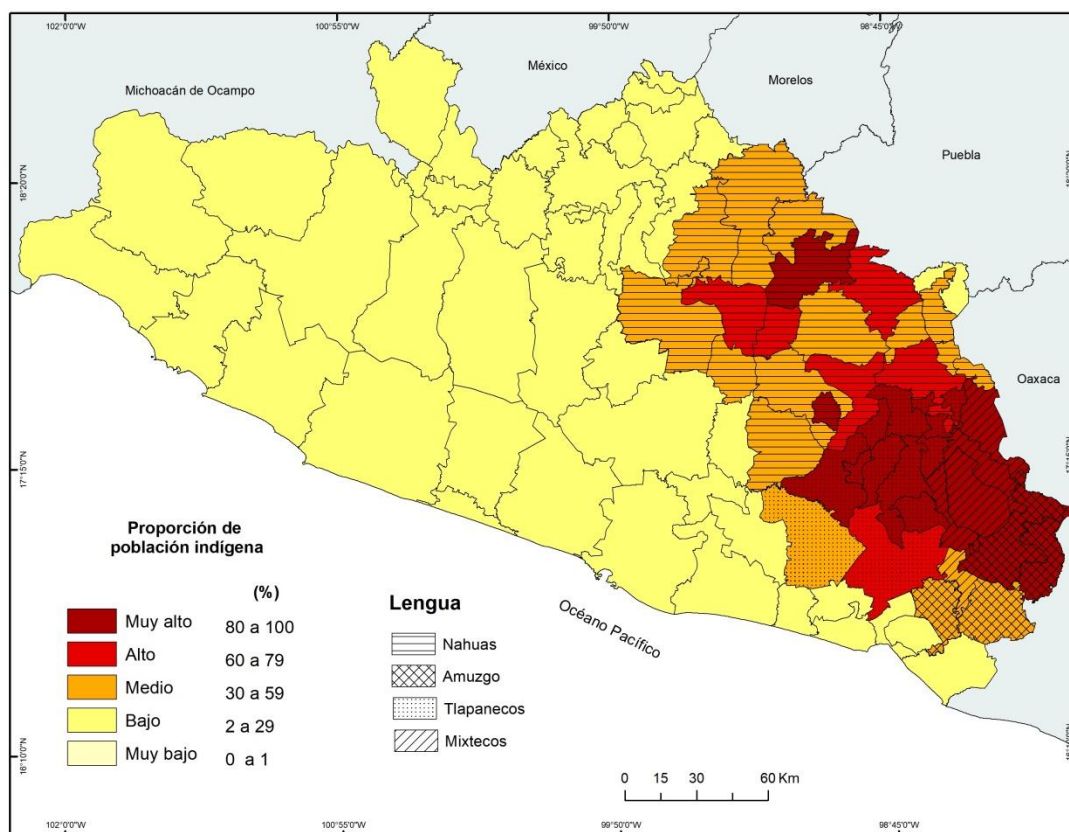 102°0'0"W 100°55'0"W 99°50'0"W 98°45'0"W
México
Morelos
Michoacán de Ocampo
Puebla
18°20'0"N
Oaxaca
17°15'0"N
17°15'0"N
Proporción de
población indígena
(%)
Muy alto 80 a 100
Alto 60 a 79
Medio 30 a 59
Bajo 2 a 29
Muy bajo 0 a 1
Lengua
Nahuas
Amuzgo
Tlapanecos
Mixtecos
Océano Pacífico
16°10'0"N
0 15 30 60 Km
102°0'0"W 100°55'0"W 99°50'0"W 98°45'0"W